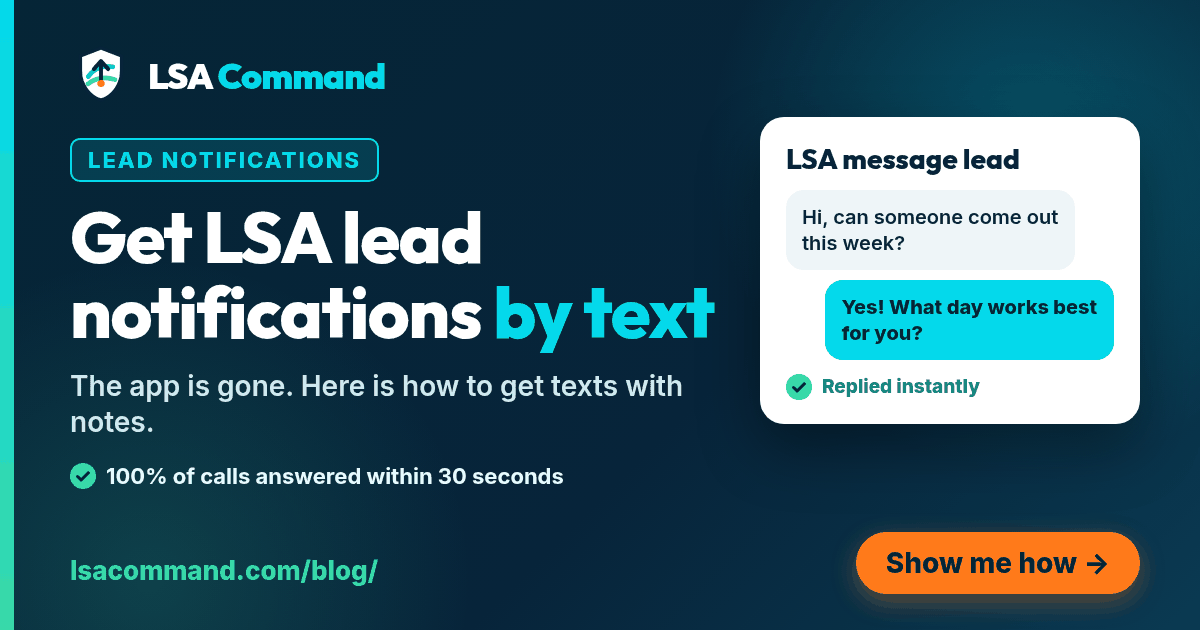 LSA Command
LEAD NOTIFICATIONS
Get LSA lead
notifications by text
The app is gone. Here is how to get texts with
notes.
100% of calls answered within 30 seconds
lsacommand.com/blog/
LSA message lead
Hi, can someone come out
this week?
Yes! What day works best
for you?
Replied instantly
Show me how →